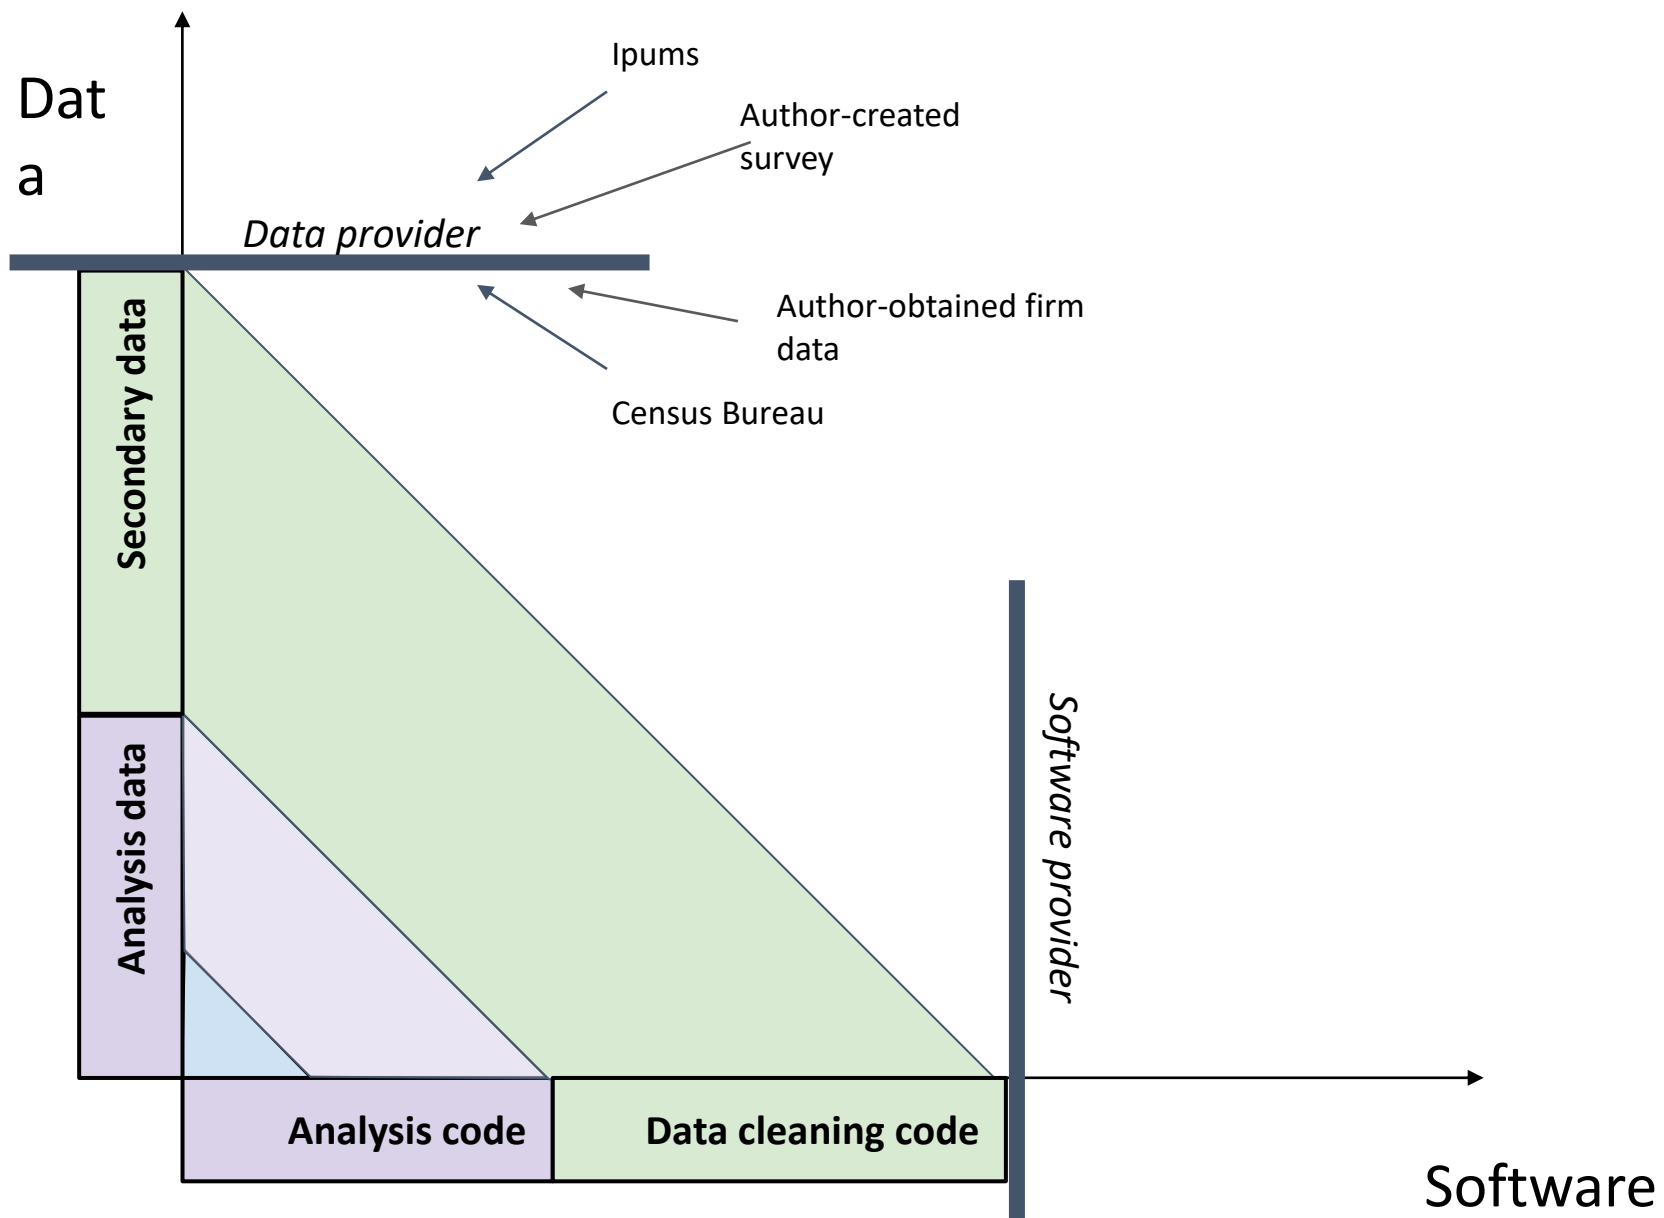 Ipums
Dat
a
Author-created
survey
Data provider
Author-obtained firm
data
Census Bureau
Secondary data
Analysis data
Software provider
Analysis code
Data cleaning code
Software